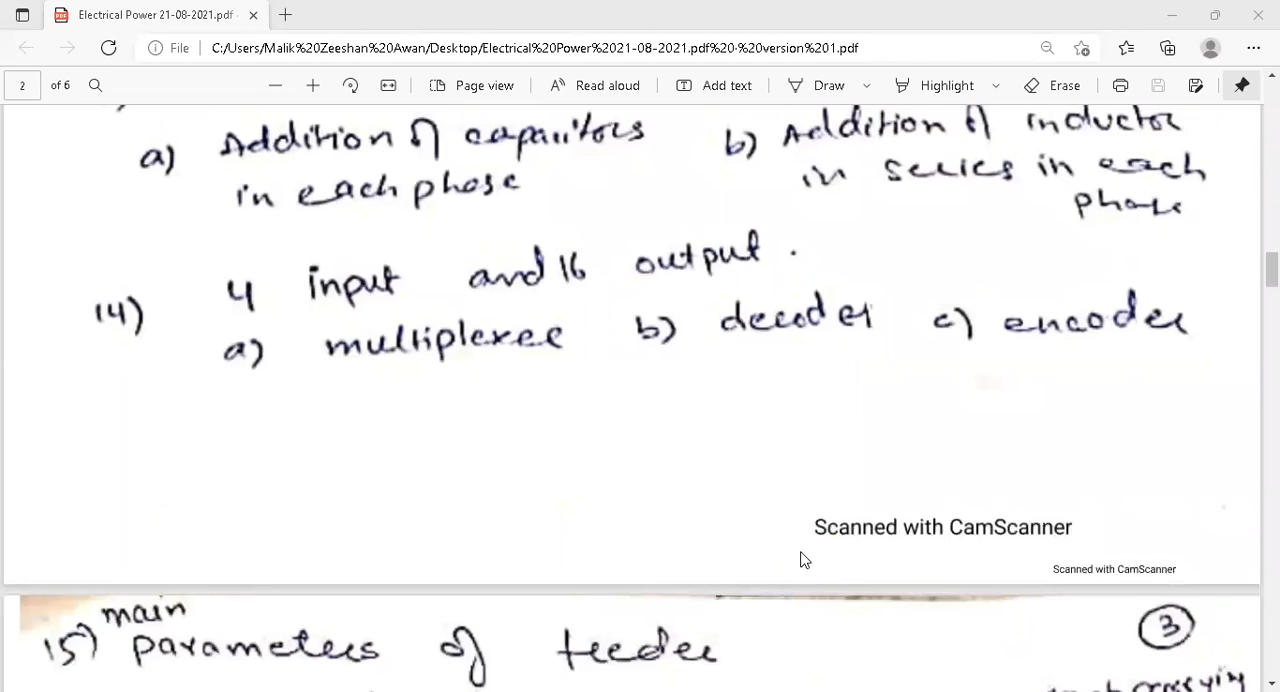 Electrical Power 21-08-2021.pdf
File C:/Users/Malik%20Zeeshan%20Awan/Desktop/Electrical%20Power%2021-08-2021.pdf%20-%20version%201.pdf
2 of 6 Page view Read aloud Add text Draw Highlight Erase
a) Addition of capacitors
in each phase
b) Addition of inductor
in series in each
phase
14) 4 input and 16 output.
a) multiplexer b) decoder c) encoder
Scanned with CamScanner
Scanned with CamScanner
main
15) parameters of feeder
3